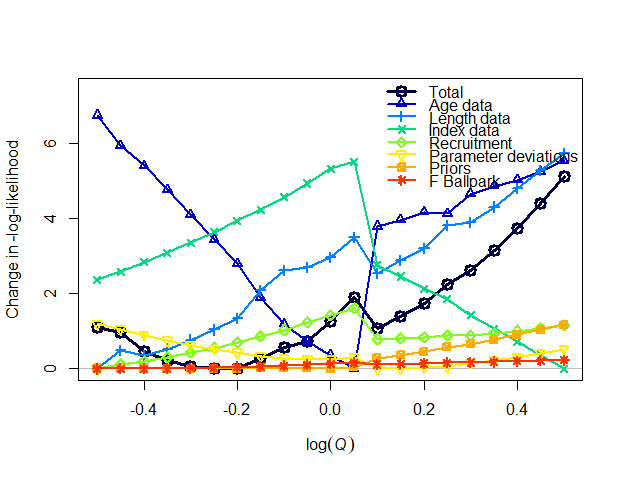 Total
Age data
Length data
Index data
Recruitment
Parameter deviations
Priors
F Ballpark
Change in -log-likelihood
6
4
2
0
-0.4 -0.2 0.0 0.2 0.4
log(Q)